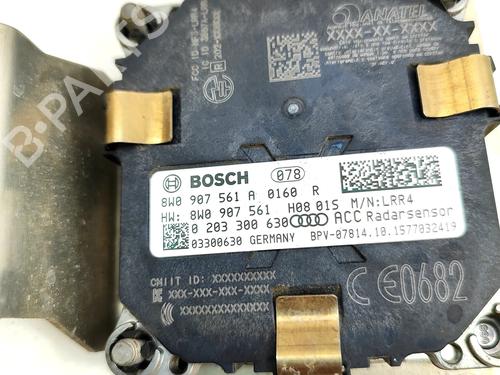 ANATEL
XXXX-XX-XXXX
B-PARTS
BOSCH 078
8W0 907 561 A 0160 R
HW: 8W0 907 561 H08 01S M/N:LRR4
0 203 300 630 ACC Radarsensor
03300630 GERMANY BPV-07814.10.1577032419
CMIIT ID: XXXXXXXXXX
XXX-XXX-XXX-XXXX
XXXXXXXXXXXXXXX
CE0682